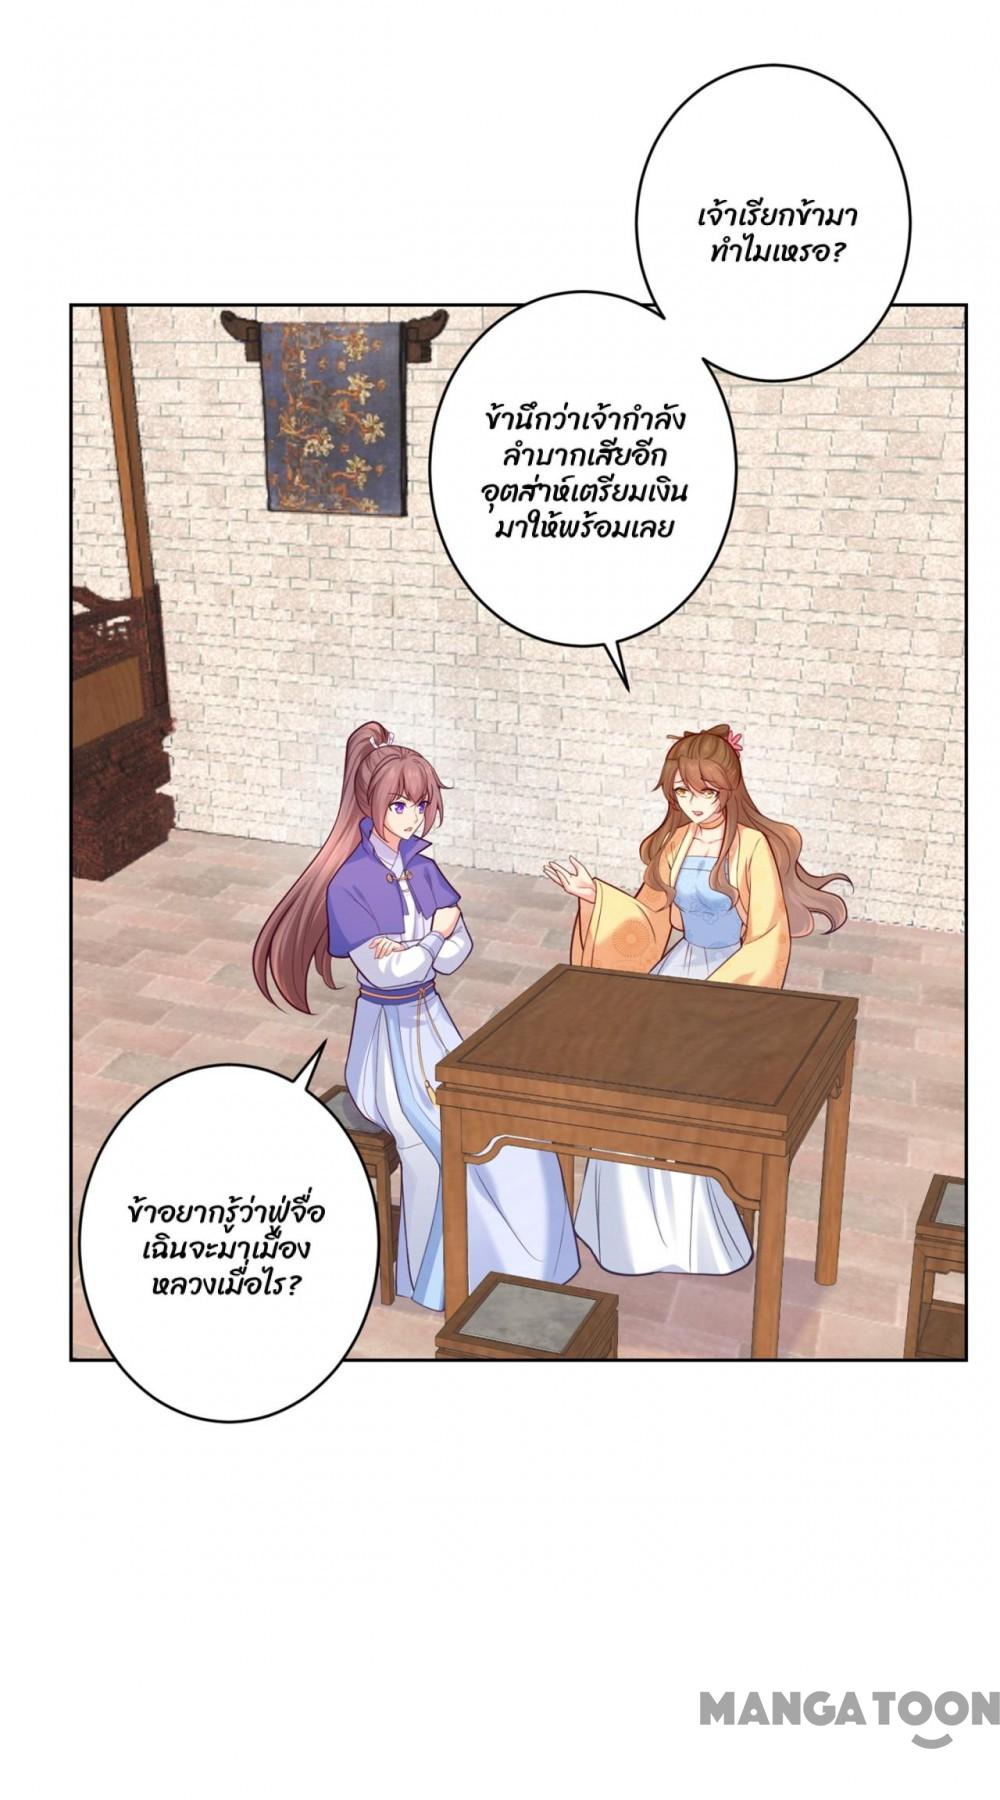 เจ้าเรียกข้ามา
ทำไมเหรอ?
ข้านึกว่าเจ้ากำลัง
ลำบากเสียอีก
อุตส่าห์เตรียมเงิน
มาให้พร้อมเลย
ข้าอยากรู้ว่าฟู่จื่อ
เฉินจะมาเมือง
หลวงเมื่อไร?
MANGATOON